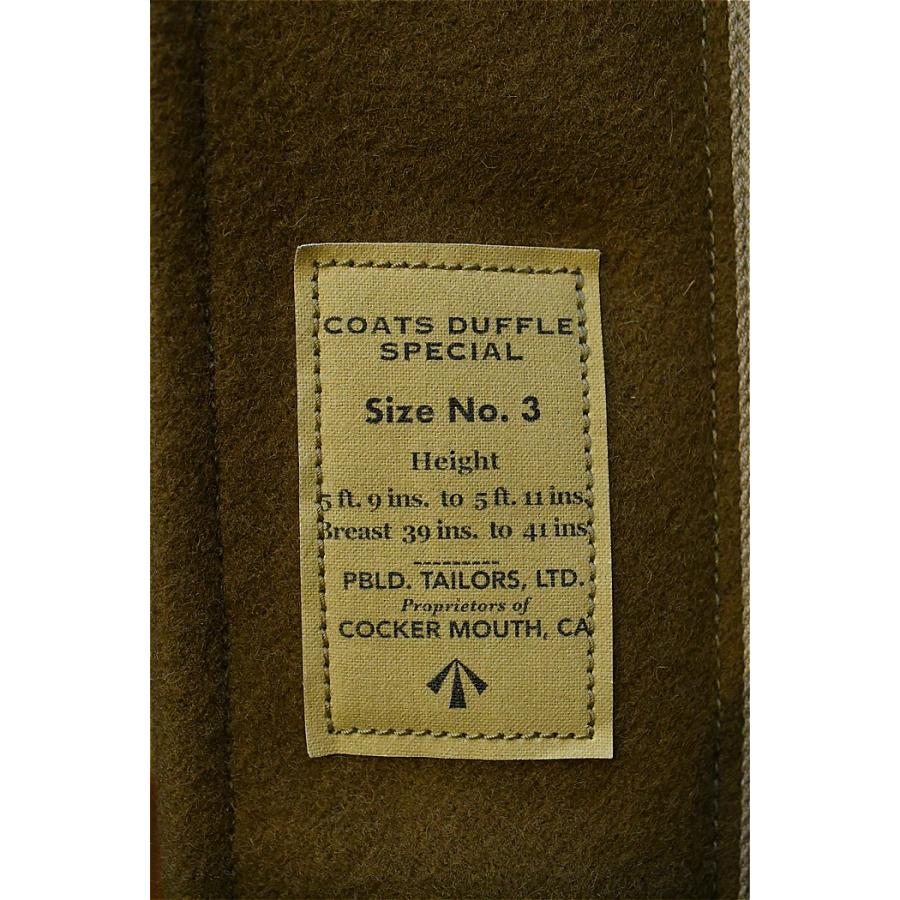 COATS DUFFLE
SPECIAL
Size No. 3
Height
5 ft. 9 ins. to 5 ft. 11 ins.
Breast 39 ins. to 41 ins
PBLD. TAILORS, LTD.
Proprietors of
COCKER MOUTH, CA